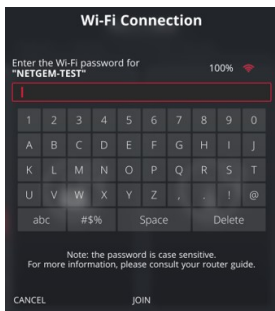 Wi-Fi Connection
Enter the Wi-Fi password for
"NETGEM-TEST"
100%
1 2 3 4 5 6 7 8 9 0
A B C D E F G H I J
K L M N O P Q R S T
U V W X Y Z , . ! @
abc #$% Space Delete
Note: the password is case sensitive.
For more information, please consult your router guide.
CANCEL JOIN